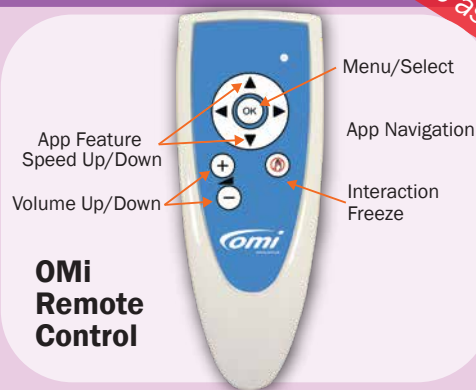 Menu/Select
OK
App Feature
Speed Up/Down
App Navigation
Volume Up/Down
+
−
Interaction
Freeze
omi
OMi
Remote
Control